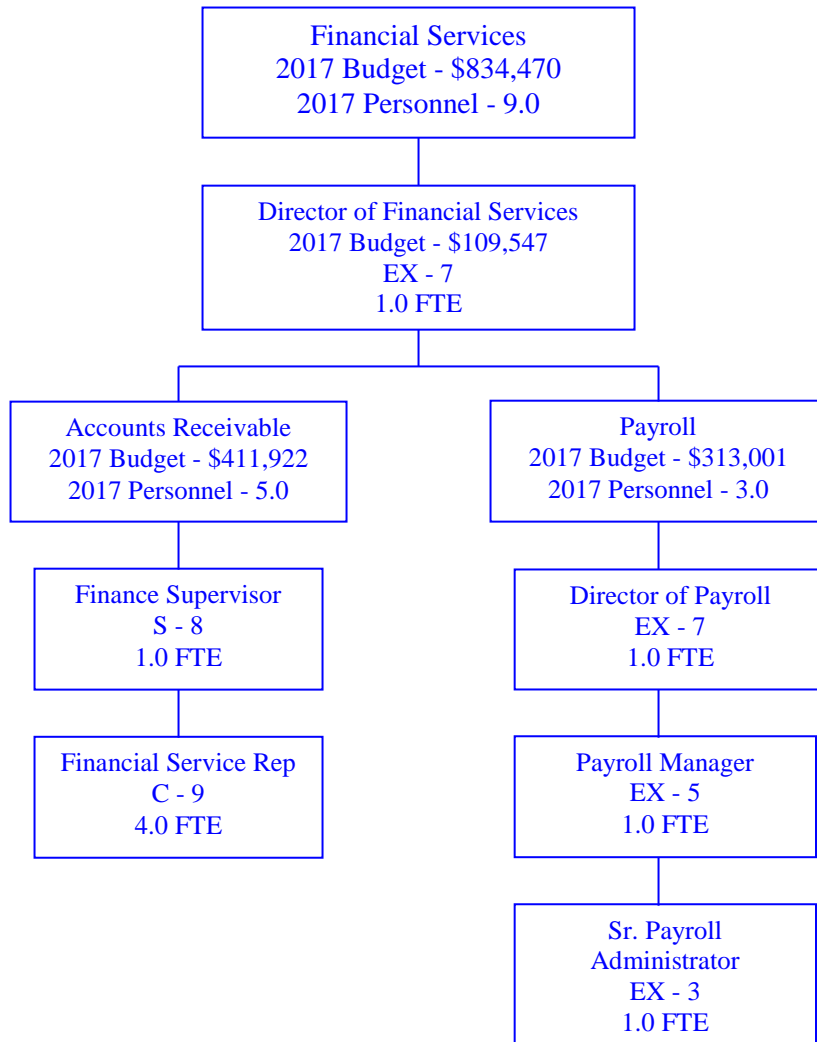 Financial Services
2017 Budget - $834,470
2017 Personnel - 9.0
Director of Financial Services
2017 Budget - $109,547
EX - 7
1.0 FTE
Accounts Receivable
2017 Budget - $411,922
2017 Personnel - 5.0
Payroll
2017 Budget - $313,001
2017 Personnel - 3.0
Finance Supervisor
S - 8
1.0 FTE
Director of Payroll
EX - 7
1.0 FTE
Financial Service Rep
C - 9
4.0 FTE
Payroll Manager
EX - 5
1.0 FTE
Sr. Payroll
Administrator
EX - 3
1.0 FTE